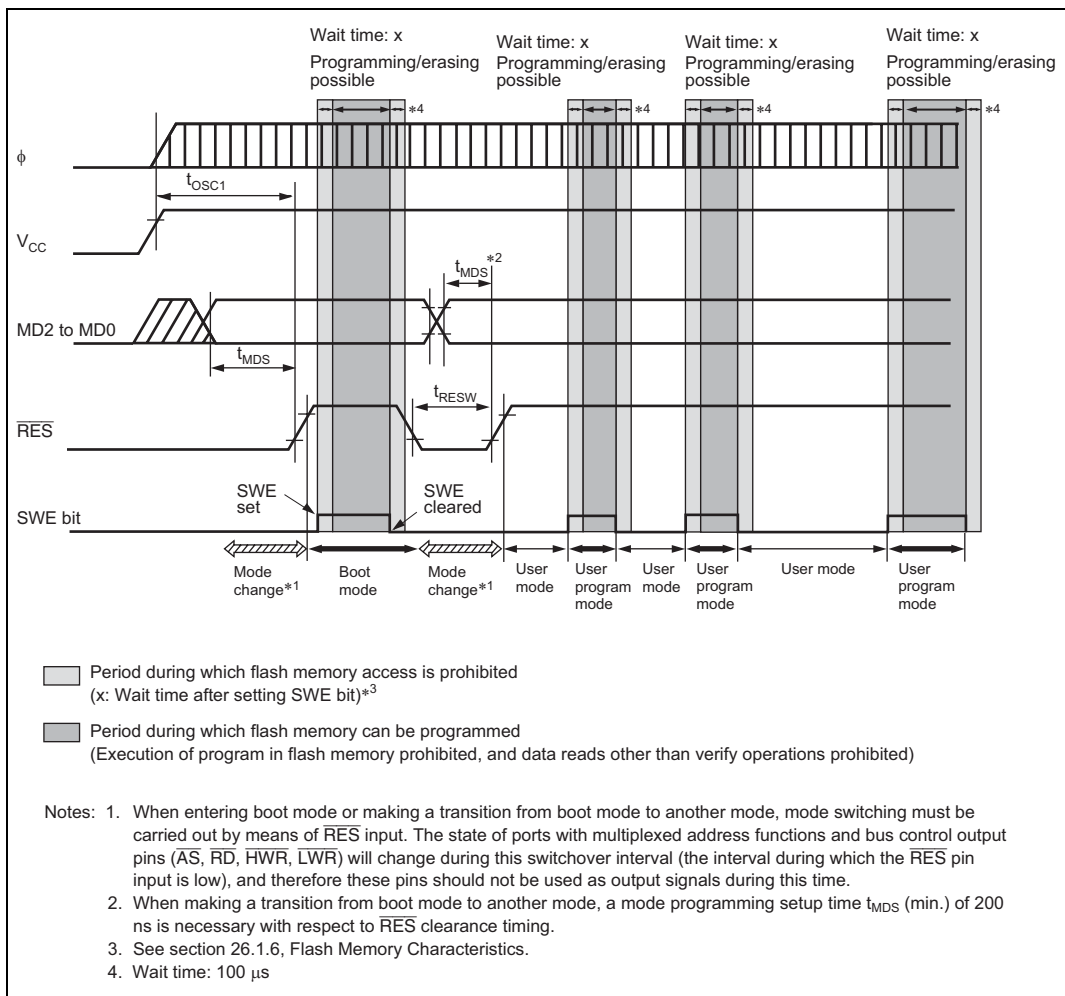 Wait time: x
Programming/erasing
possible
Wait time: x
Programming/erasing
possible
Wait time: x
Programming/erasing
possible
Wait time: x
Programming/erasing
possible
*4
*4
*4
*4
ϕ
tOSC1
VCC
tMDS*2
MD2 to MD0
tMDS
tRESW
RES
SWE
set
SWE
cleared
SWE bit
Mode
change*1
Boot
mode
Mode
change*1
User
mode
User
program
mode
User
mode
User
program
mode
User mode
User
program
mode
Period during which flash memory access is prohibited
(x: Wait time after setting SWE bit)*3
Period during which flash memory can be programmed
(Execution of program in flash memory prohibited, and data reads other than verify operations prohibited)
Notes: 1. When entering boot mode or making a transition from boot mode to another mode, mode switching must be
carried out by means of RES input. The state of ports with multiplexed address functions and bus control output
pins (AS, RD, HWR, LWR) will change during this switchover interval (the interval during which the RES pin
input is low), and therefore these pins should not be used as output signals during this time.
2. When making a transition from boot mode to another mode, a mode programming setup time tMDS (min.) of 200
ns is necessary with respect to RES clearance timing.
3. See section 26.1.6, Flash Memory Characteristics.
4. Wait time: 100 μs